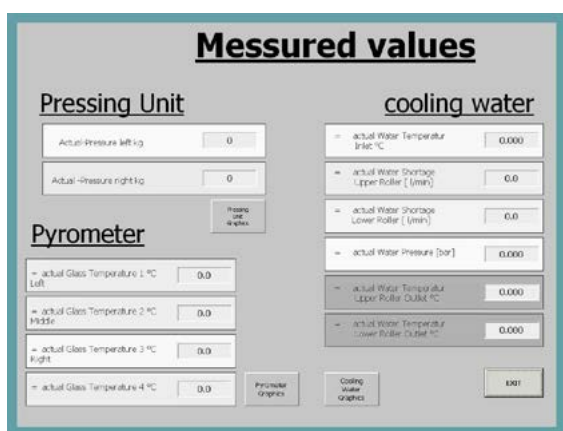 Messured values
Pressing Unit
Actual-Pressure left kg
0
Actual -Pressure right kg
0
Pressing
Unit
Graphics
Pyrometer
= actual Glass Temperature 1 °C
Left
0.0
= actual Glass Temperature 2 °C
Middle
0.0
= actual Glass Temperature 3 °C
Right
0.0
= actual Glass Temperature 4 °C
0.0
Pyrometer
Graphics
cooling water
= actual Water Temperatur
Inlet °C
0.000
= actual Water Shortage
Upper Roller [ l/min]
0.0
= actual Water Shortage
Lower Roller [ l/min]
0.0
= actual Water Pressure [bar]
0.000
= actual Water Temperatur
Upper Roller Outlet °C
0.000
= actual Water Temperatur
Lower Roller Outlet °C
0.000
Cooling
Water
Graphics
EXIT